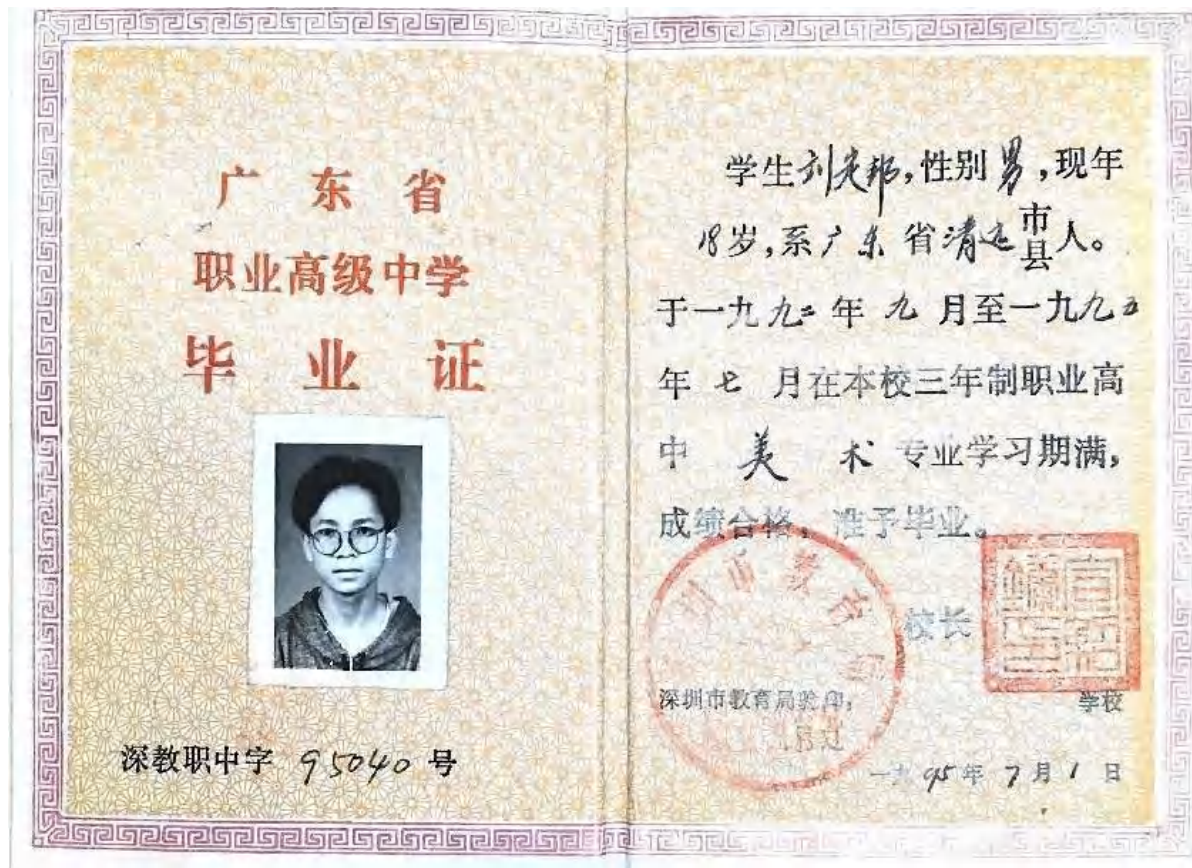 广东省
职业高级中学
毕业证
深教职中字 95040 号
学生刘先邦,性别男,现年
18岁,系广东省清远市县人。
于一九九二年九月至一九九五
年七月在本校三年制职业高
中美术专业学习期满,
成绩合格,准予毕业。
校长
深圳市教育局验印:
学校
一九95年7月1日
圳市教育局